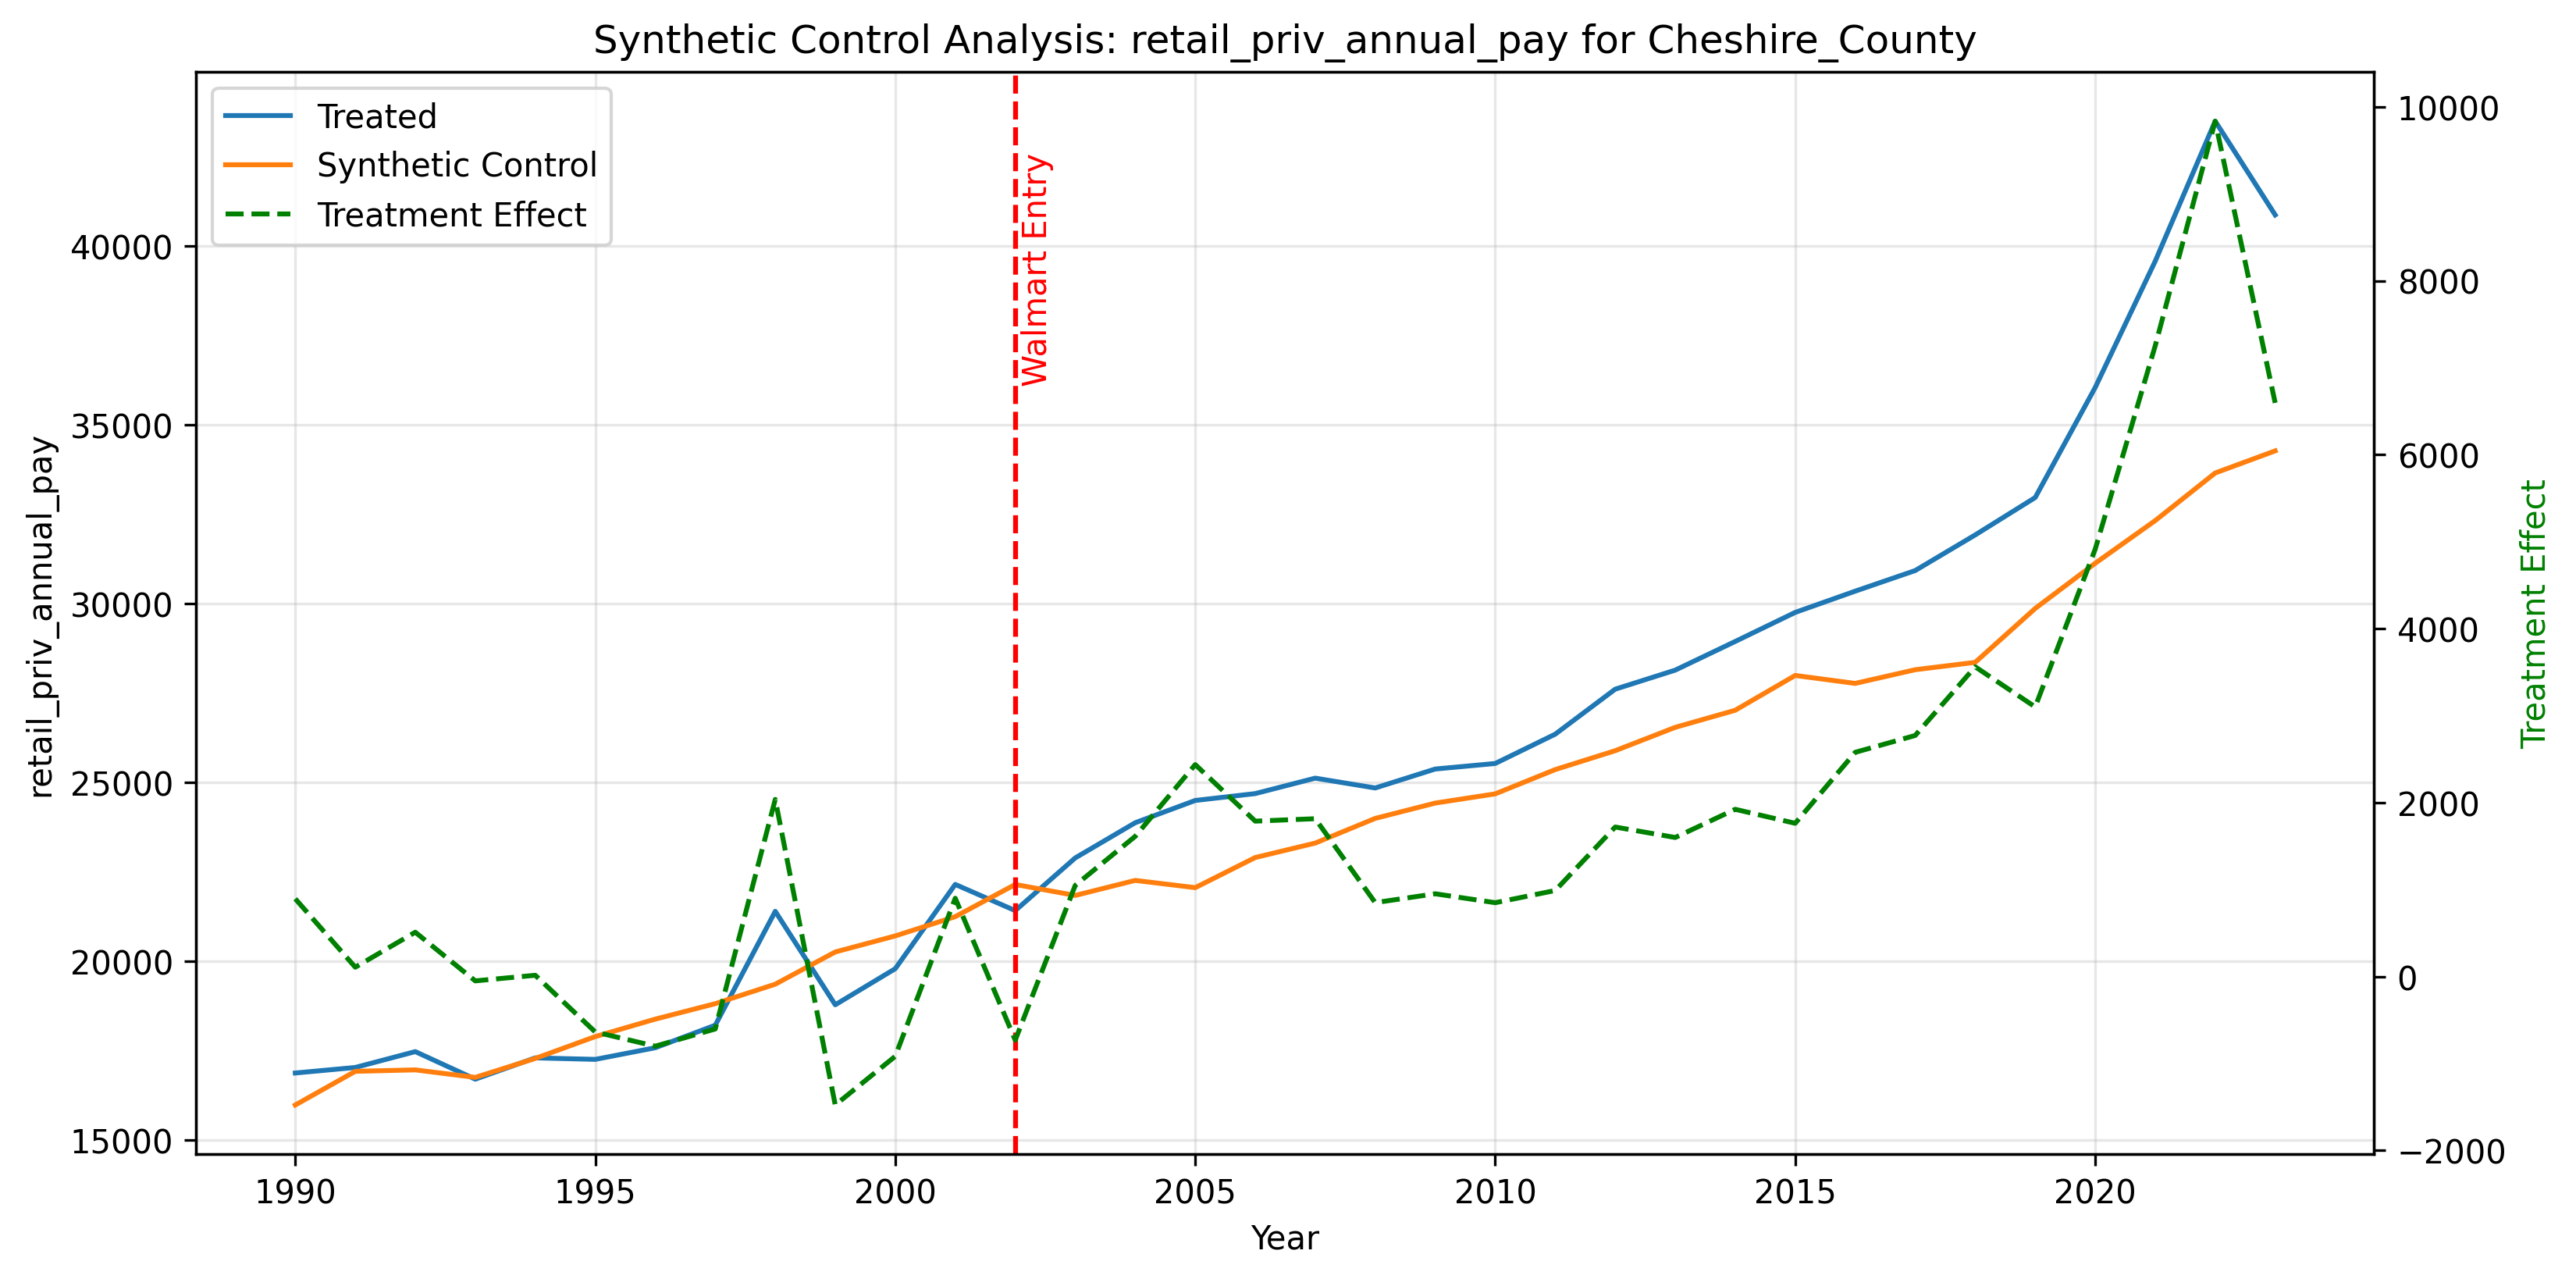 Synthetic Control Analysis: retail_priv_annual_pay for Cheshire_County
Treated
Synthetic Control
Treatment Effect
Walmart Entry
retail_priv_annual_pay
40000
35000
30000
25000
20000
15000
10000
8000
6000
4000
2000
0
−2000
Treatment Effect
1990
1995
2000
2005
2010
2015
2020
Year